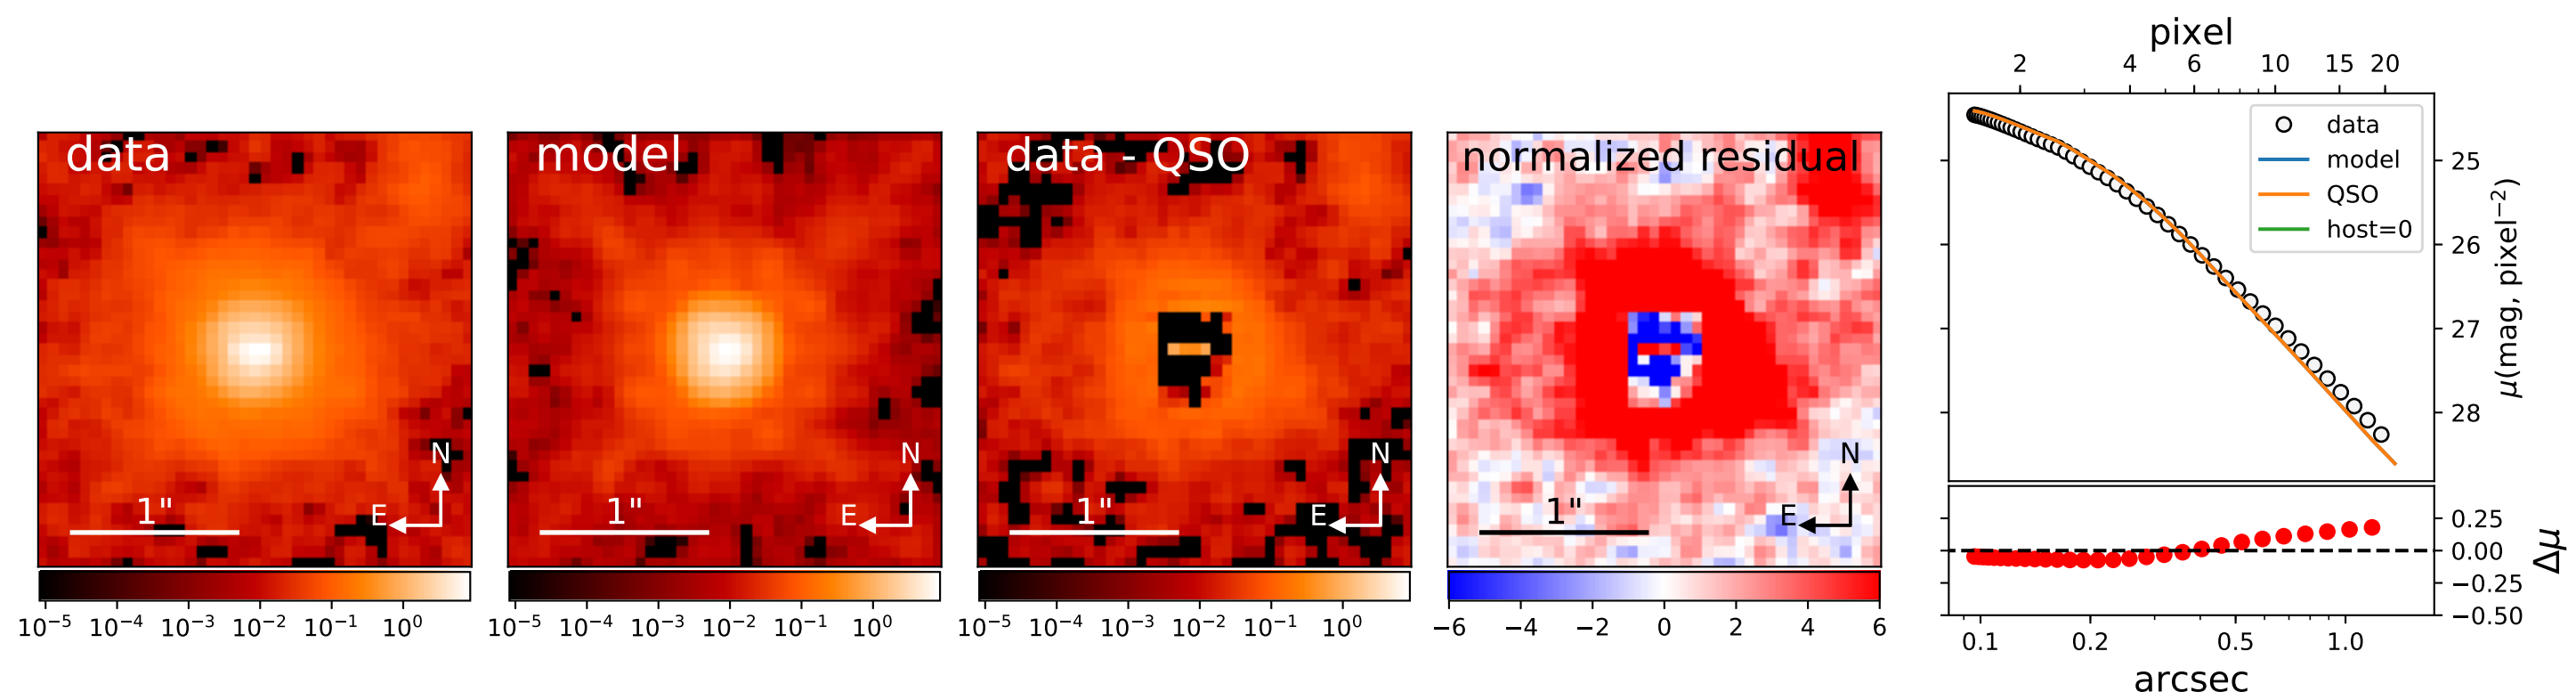 data
N
E
1"
10⁻⁵ 10⁻⁴ 10⁻³ 10⁻² 10⁻¹ 10⁰
model
N
E
1"
10⁻⁵ 10⁻⁴ 10⁻³ 10⁻² 10⁻¹ 10⁰
data - QSO
N
E
1"
10⁻⁵ 10⁻⁴ 10⁻³ 10⁻² 10⁻¹ 10⁰
normalized residual
N
E
1"
−6 −4 −2 0 2 4 6
pixel
2 4 6 10 15 20
data
model
QSO
host=0
25
26
27
28
μ(mag, pixel⁻²)
0.25
0.00
−0.25
−0.50
Δμ
0.1 0.2 0.5 1.0
arcsec